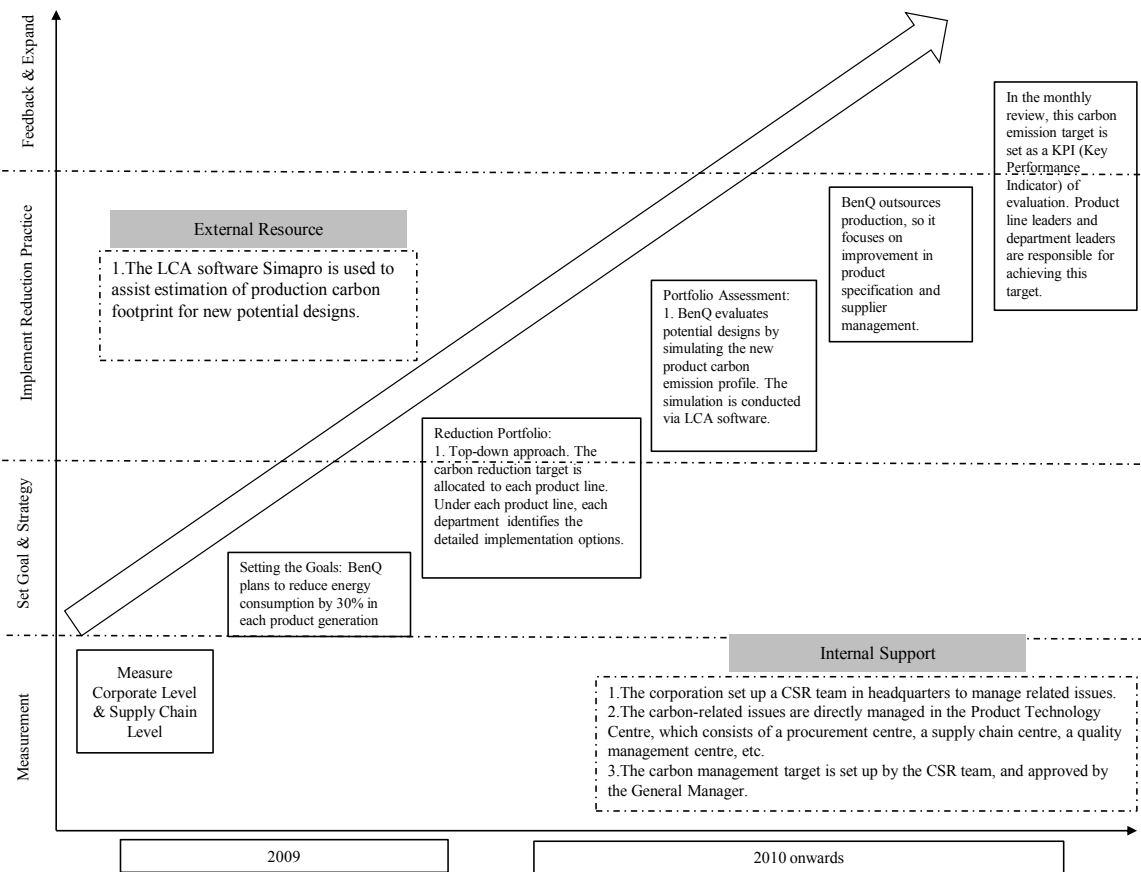 Feedback & Expand
In the monthly
review, this carbon
emission target is
set as a KPI (Key
Performance
Indicator) of
evaluation. Product
line leaders and
department leaders
are responsible for
achieving this
target.
Implement Reduction Practice
External Resource
1.The LCA software Simapro is used to
assist estimation of production carbon
footprint for new potential designs.
BenQ outsources
production, so it
focuses on
improvement in
product
specification and
supplier
management.
Portfolio Assessment:
1. BenQ evaluates
potential designs by
simulating the new
product carbon
emission profile. The
simulation is conducted
via LCA software.
Reduction Portfolio:
1. Top-down approach. The
carbon reduction target is
allocated to each product line.
Under each product line, each
department identifies the
detailed implementation options.
Set Goal & Strategy
Setting the Goals: BenQ
plans to reduce energy
consumption by 30% in
each product generation
Measurement
Measure
Corporate Level
& Supply Chain
Level
Internal Support
1.The corporation set up a CSR team in headquarters to manage related issues.
2.The carbon-related issues are directly managed in the Product Technology
Centre, which consists of a procurement centre, a supply chain centre, a quality
management centre, etc.
3.The carbon management target is set up by the CSR team, and approved by
the General Manager.
2009
2010 onwards